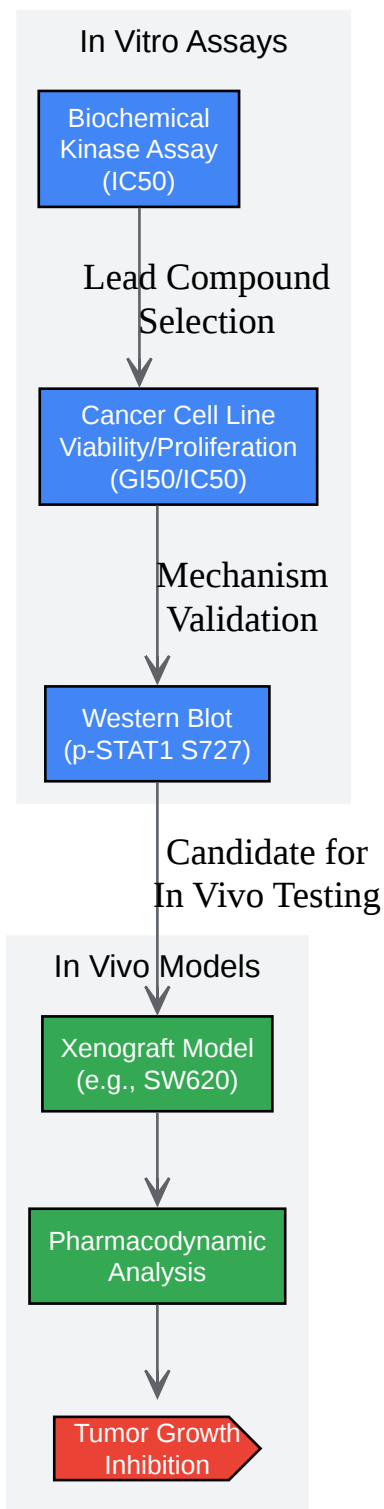 In Vitro Assays
Biochemical
Kinase Assay
(IC50)
Lead Compound
Selection
Cancer Cell Line
Viability/Proliferation
(GI50/IC50)
Mechanism
Validation
Western Blot
(p-STAT1 S727)
Candidate for
In Vivo Testing
In Vivo Models
Xenograft Model
(e.g., SW620)
Pharmacodynamic
Analysis
Tumor Growth
Inhibition